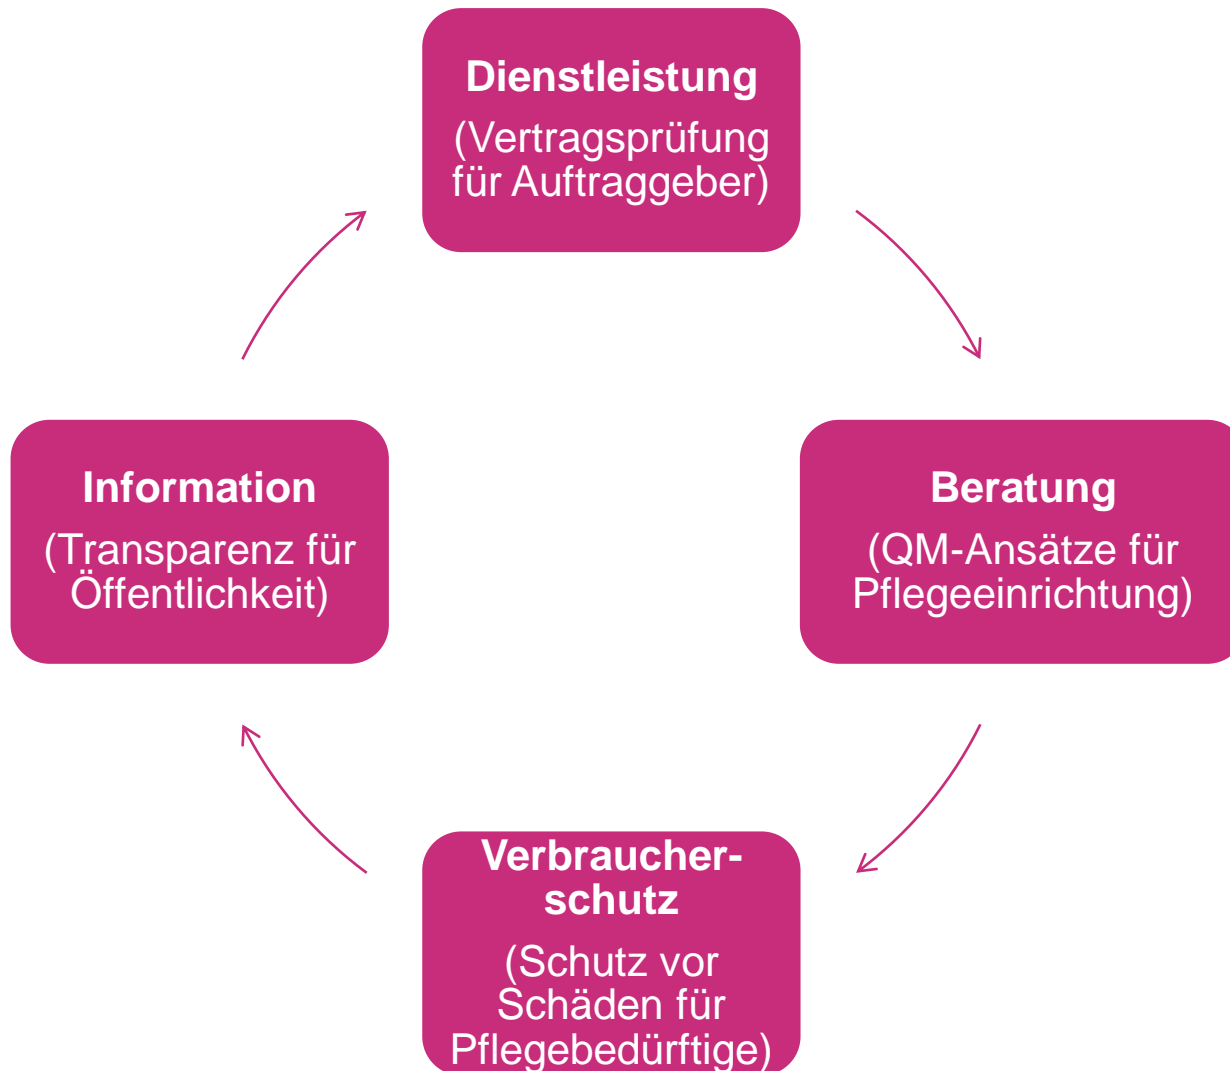 Dienstleistung
(Vertragsprüfung
für Auftraggeber)
Information
(Transparenz für
Öffentlichkeit)
Beratung
(QM-Ansätze für
Pflegeeinrichtung)
Verbraucher-
schutz
(Schutz vor
Schäden für
Pflegebedürftige)